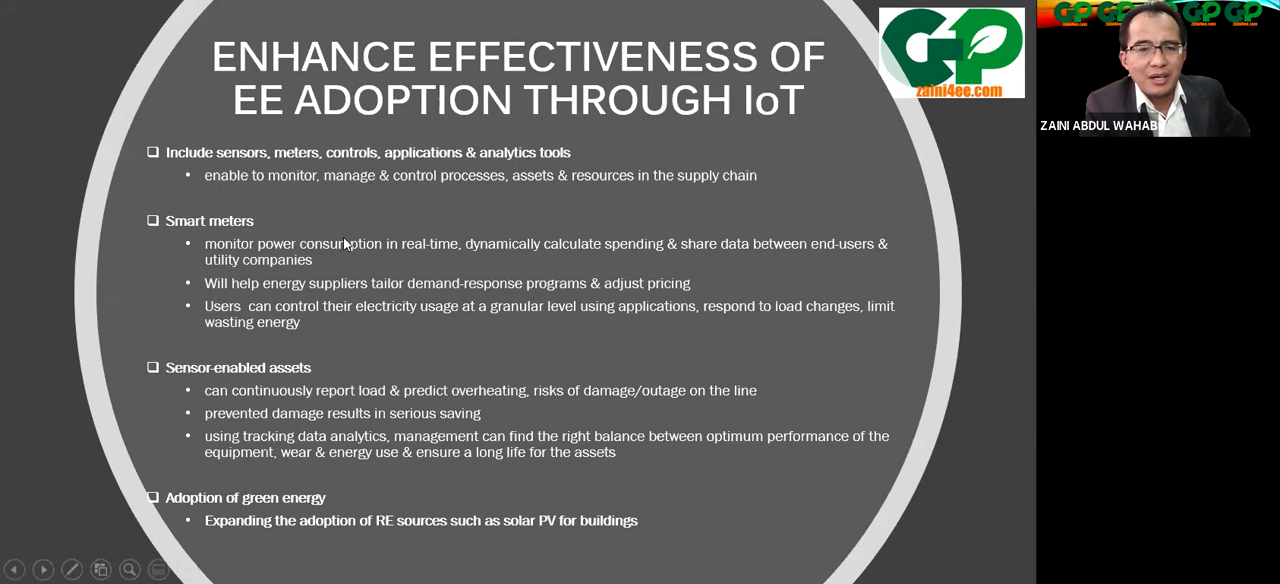 ENHANCE EFFECTIVENESS OF
EE ADOPTION THROUGH IoT
GP
zaini4ee.com
GP GP GP GP
ZAINI ABDUL WAHAB
❑ Include sensors, meters, controls, applications & analytics tools
• enable to monitor, manage & control processes, assets & resources in the supply chain
❑ Smart meters
• monitor power consumption in real-time, dynamically calculate spending & share data between end-users &
utility companies
• Will help energy suppliers tailor demand-response programs & adjust pricing
• Users can control their electricity usage at a granular level using applications, respond to load changes, limit
wasting energy
❑ Sensor-enabled assets
• can continuously report load & predict overheating, risks of damage/outage on the line
• prevented damage results in serious saving
• using tracking data analytics, management can find the right balance between optimum performance of the
equipment, wear & energy use & ensure a long life for the assets
❑ Adoption of green energy
• Expanding the adoption of RE sources such as solar PV for buildings